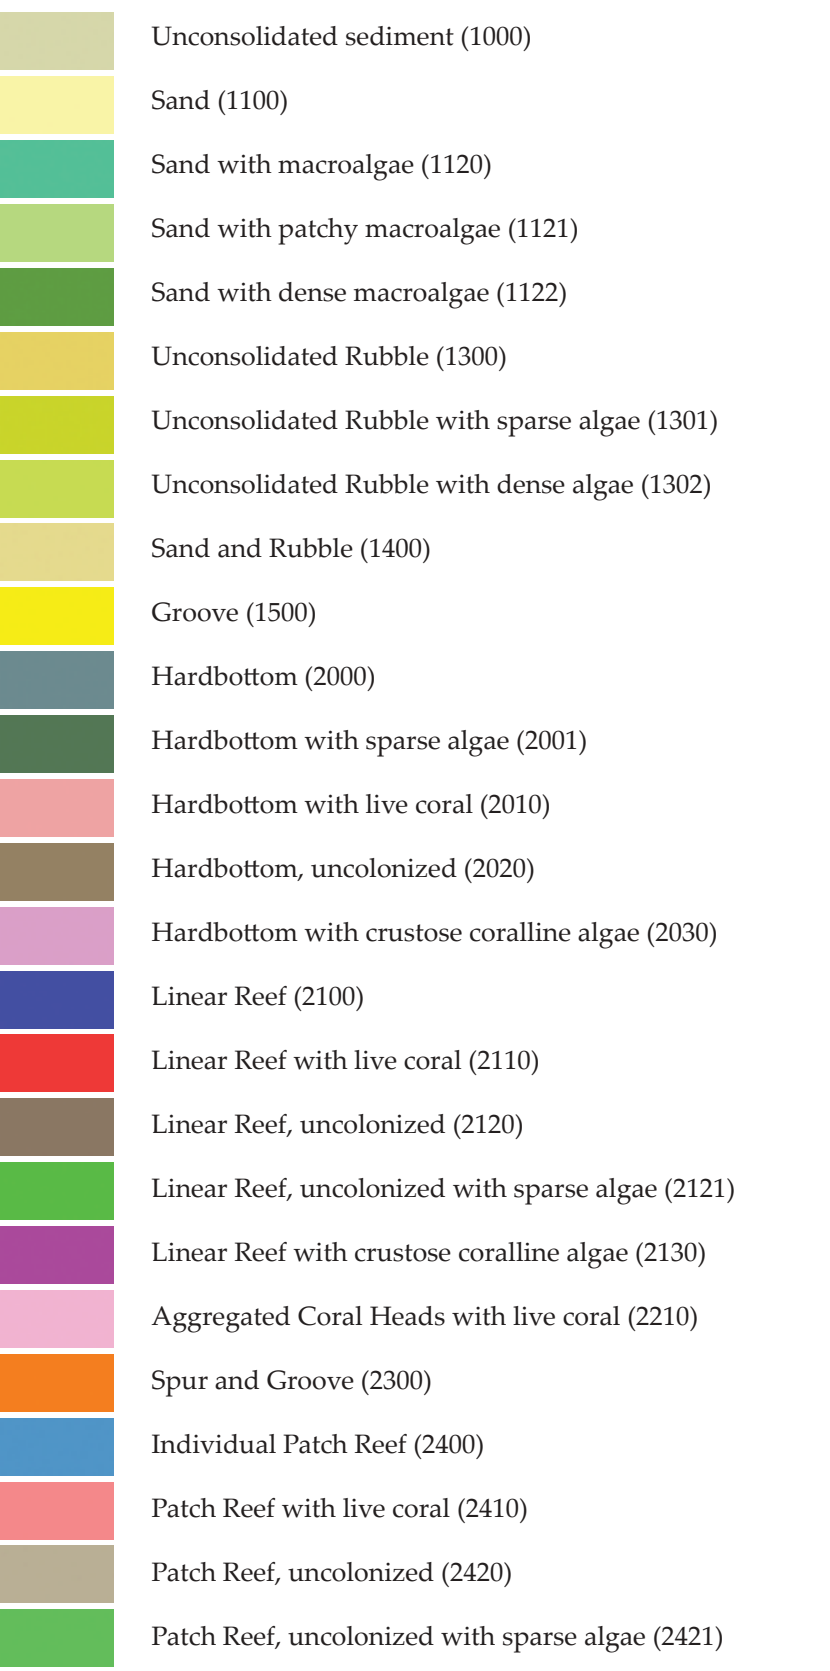 Unconsolidated sediment (1000)
Sand (1100)
Sand with macroalgae (1120)
Sand with patchy macroalgae (1121)
Sand with dense macroalgae (1122)
Unconsolidated Rubble (1300)
Unconsolidated Rubble with sparse algae (1301)
Unconsolidated Rubble with dense algae (1302)
Sand and Rubble (1400)
Groove (1500)
Hardbottom (2000)
Hardbottom with sparse algae (2001)
Hardbottom with live coral (2010)
Hardbottom, uncolonized (2020)
Hardbottom with crustose coralline algae (2030)
Linear Reef (2100)
Linear Reef with live coral (2110)
Linear Reef, uncolonized (2120)
Linear Reef, uncolonized with sparse algae (2121)
Linear Reef with crustose coralline algae (2130)
Aggregated Coral Heads with live coral (2210)
Spur and Groove (2300)
Individual Patch Reef (2400)
Patch Reef with live coral (2410)
Patch Reef, uncolonized (2420)
Patch Reef, uncolonized with sparse algae (2421)